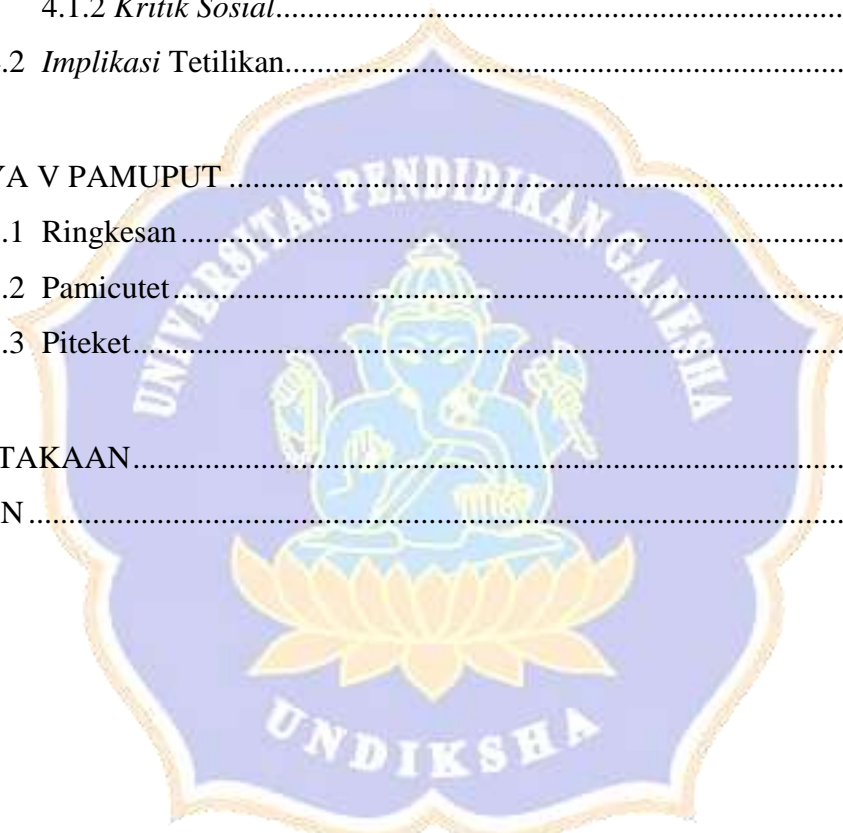 4.1.2 Kritik Sosial....................................................................................
.2 Implikasi Tetilikan....................................................................................
YA V PAMUPUT ....................................................................................
.1 Ringkesan....................................................................................
.2 Pamicutet....................................................................................
.3 Piteket....................................................................................
TAKAAN....................................................................................
N ....................................................................................
UNIVERSITAS PENDIDIKAN GANESHA
UNDIKSHA